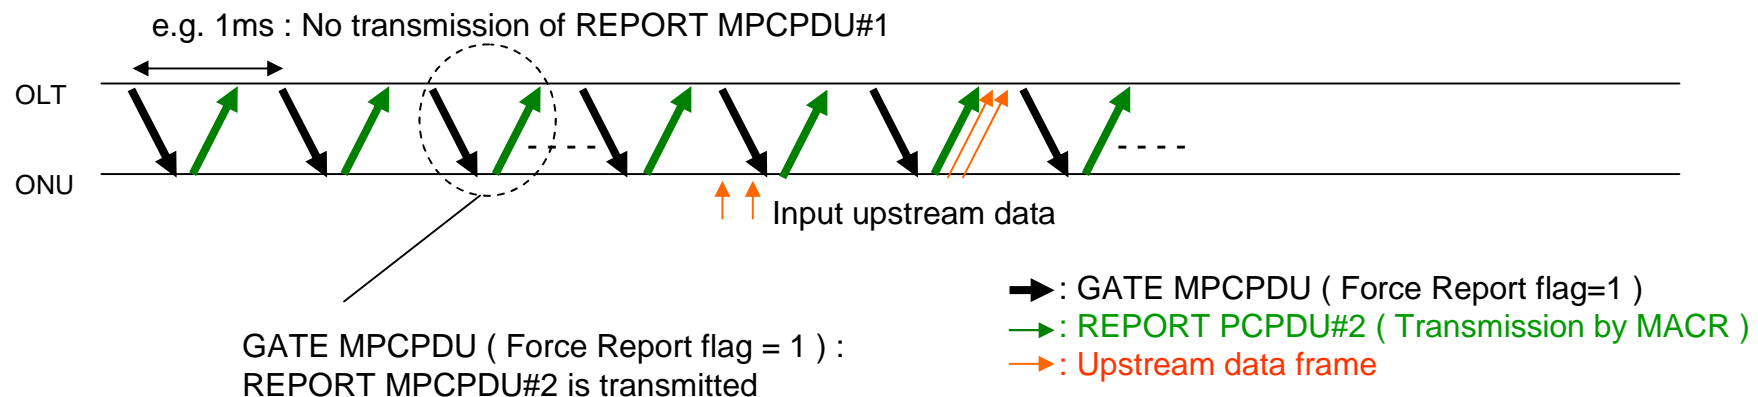 e.g. 1ms : No transmission of REPORT MPCPDU#1
OLT
ONU
Input upstream data
: GATE MPCPDU ( Force Report flag=1 )
: REPORT PCPDU#2 ( Transmission by MACR )
: Upstream data frame
GATE MPCPDU ( Force Report flag = 1 ) :
REPORT MPCPDU#2 is transmitted